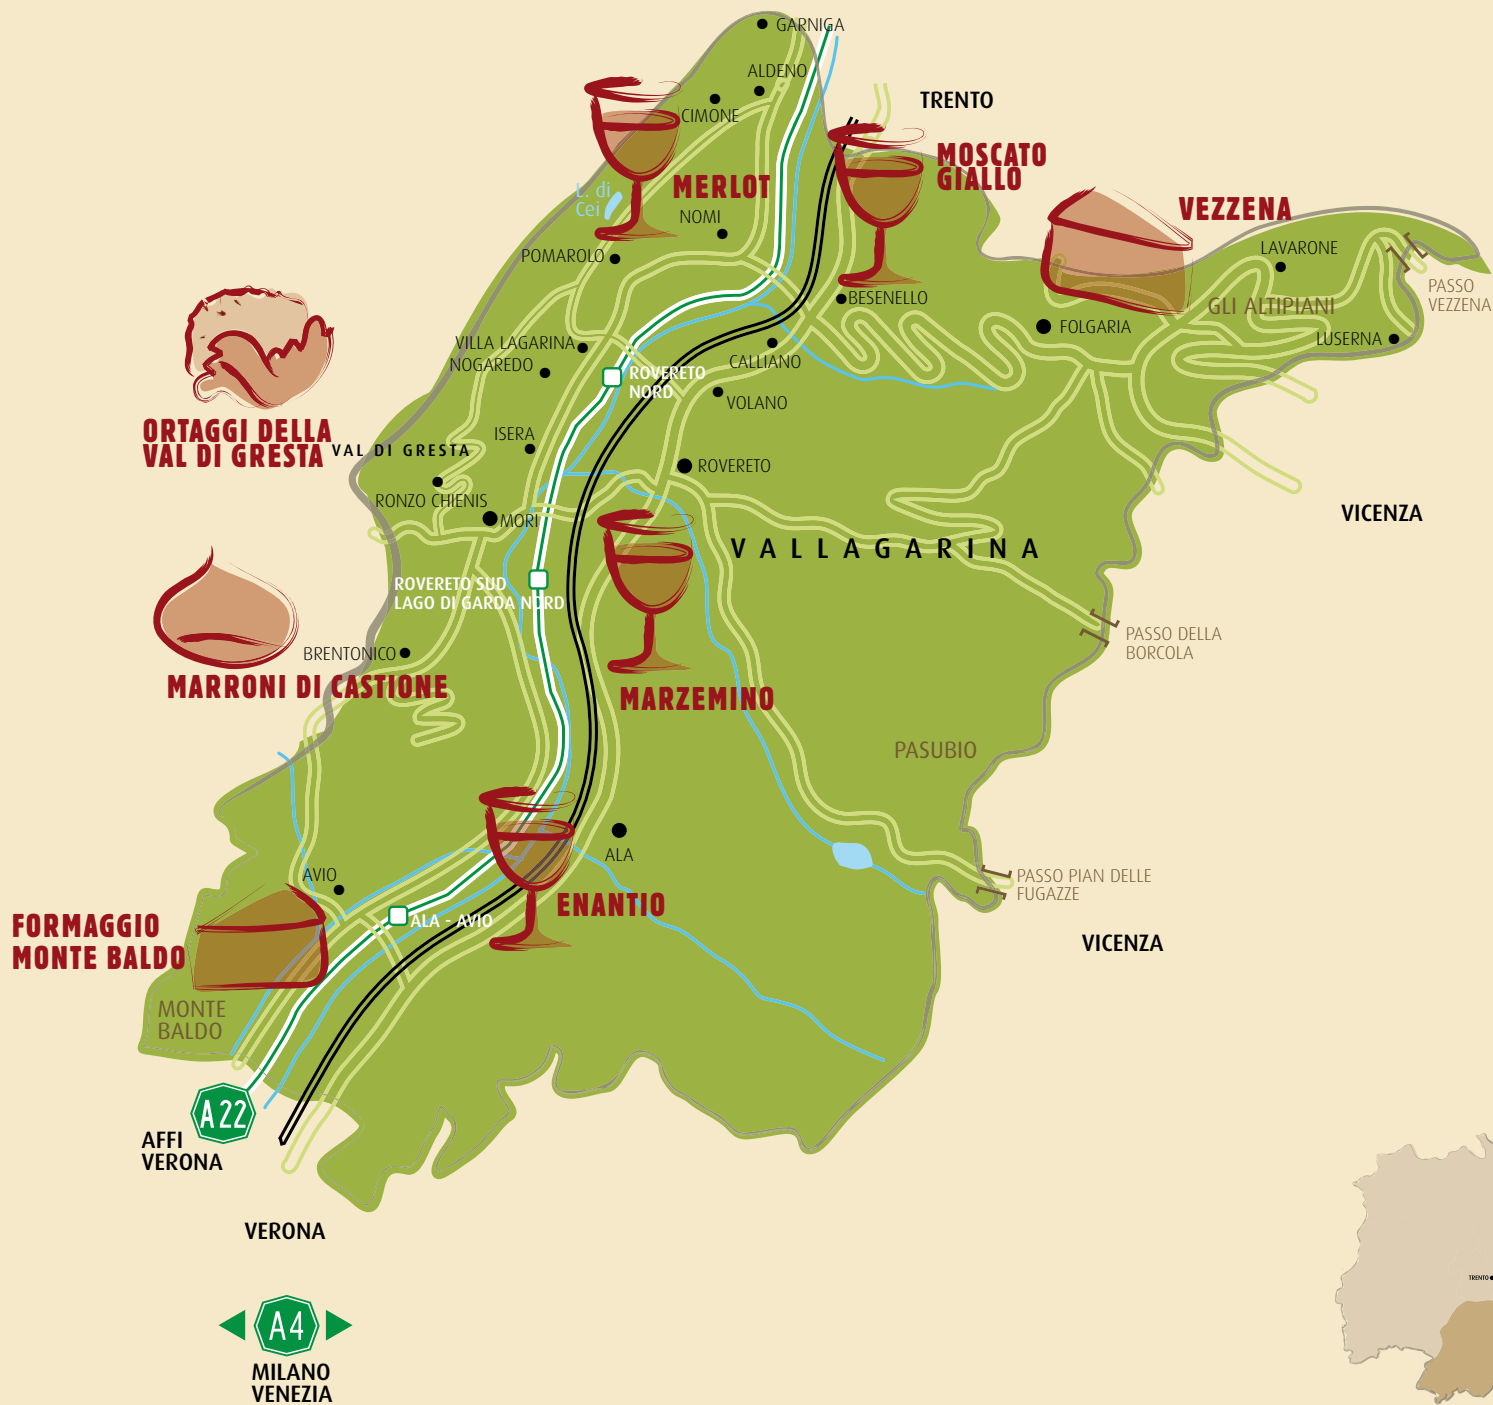 GARNIGA
ALDENO
CIMONE
TRENTO
MOSCATO
GIALLO
MERLOT
L. di
Cei
NOMI
VEZZENA
LAVARONE
POMAROLO
PASSO
VEZZENA
BESENELLO
GLI ALTIPIANI
FOLGARIA
LUSERNA
VILLA LAGARINA
NOGAREDO
CALLIANO
ROVERETO
NORD
VOLANO
ORTAGGI DELLA
VAL DI GRESTA
VAL DI GRESTA
ISERA
ROVERETO
RONZO CHIENIS
MORI
VICENZA
VALLAGARINA
ROVERETO SUD
LAGO DI GARDA NORD
PASSO DELLA
BORCOLA
BRENTONICO
MARRONI DI CASTIONE
MARZEMINO
PASUBIO
ALA
AVIO
PASSO PIAN DELLE
FUGAZZE
ENANTIO
ALA - AVIO
FORMAGGIO
MONTE BALDO
VICENZA
MONTE
BALDO
A22
AFFI
VERONA
VERONA
TRENTO
A4
MILANO
VENEZIA